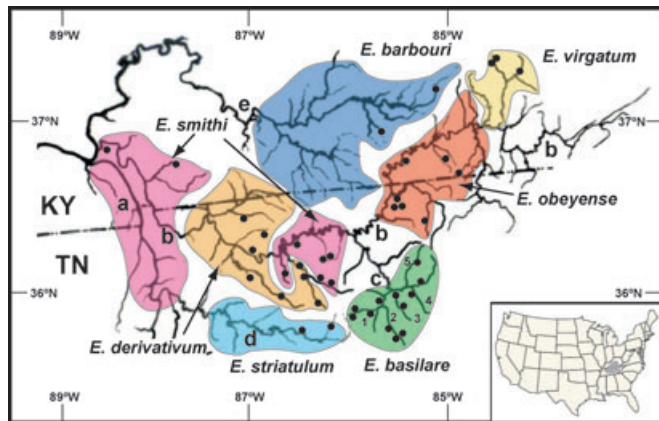 89°W 87°W 85°W
E. barbouri
E. virgatum
e
37°N 37°N
E. smithi
b
a
KY
E. obeyense
b b
TN
c
5
36°N 36°N
4
1 2 3
d
E. derivativum
E. striatulum
E. basilare
89°W 87°W 85°W